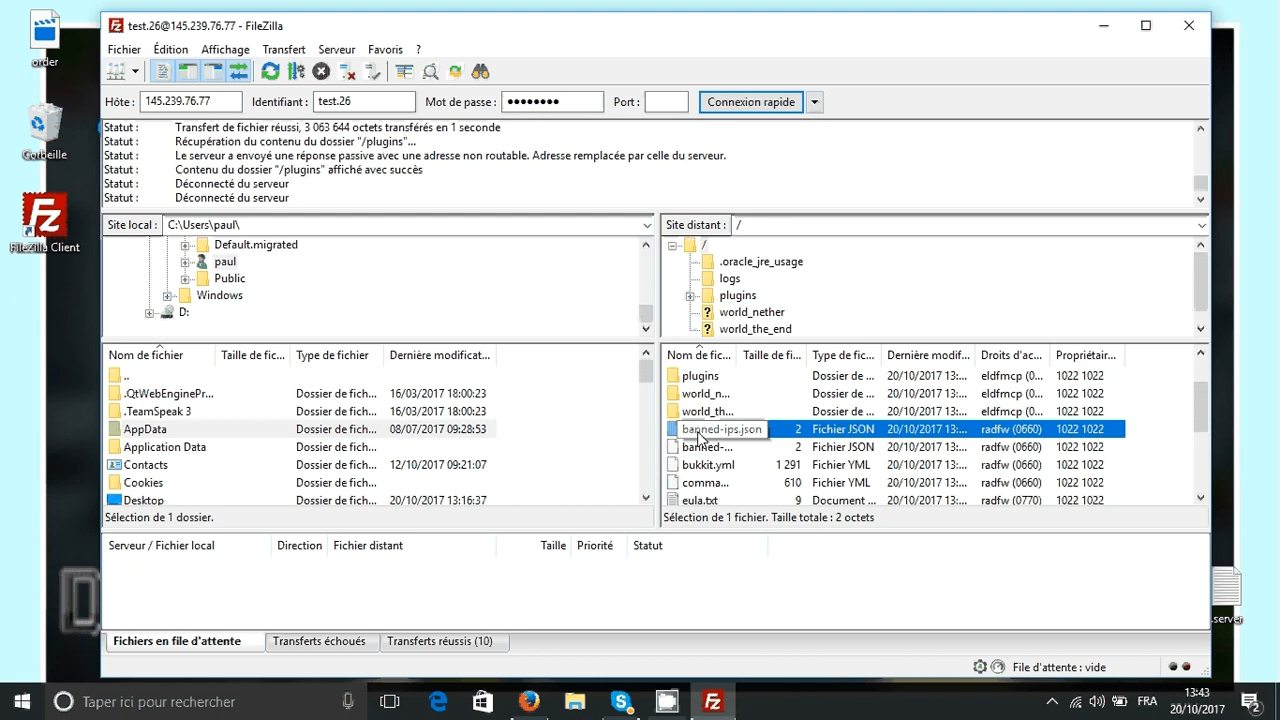 order
Corbeille
FileZilla Client
test.26@145.239.76.77 - FileZilla
Fichier Édition Affichage Transfert Serveur Favoris ?
Hôte : 145.239.76.77 Identifiant : test.26 Mot de passe : •••••••• Port : Connexion rapide
Statut : Transfert de fichier réussi, 3 063 644 octets transférés en 1 seconde
Statut : Récupération du contenu du dossier "/plugins"...
Statut : Le serveur a envoyé une réponse passive avec une adresse non routable. Adresse remplacée par celle du serveur.
Statut : Contenu du dossier "/plugins" affiché avec succès
Statut : Déconnecté du serveur
Statut : Déconnecté du serveur
Site local : C:\Users\paul\
Default.migrated
paul
Public
Windows
D:
Nom de fichier Taille de fic... Type de fichier Dernière modificat...
..
.QtWebEnginePr... Dossier de fich... 16/03/2017 18:00:23
.TeamSpeak 3 Dossier de fich... 16/03/2017 18:00:23
AppData Dossier de fich... 08/07/2017 09:28:53
Application Data Dossier de fich...
Contacts Dossier de fich... 12/10/2017 09:21:07
Cookies Dossier de fich...
Desktop Dossier de fich... 20/10/2017 13:16:37
Sélection de 1 dossier.
Site distant : /
/
.oracle_jre_usage
logs
plugins
world_nether
world_the_end
Nom de fic... Taille de fi... Type de fic... Dernière modif... Droits d'ac... Propriétair...
plugins Dossier de ... 20/10/2017 13:... eldfmcp (0... 1022 1022
world_n... Dossier de ... 20/10/2017 13:... eldfmcp (0... 1022 1022
world_th... Dossier de ... 20/10/2017 13:... eldfmcp (0... 1022 1022
banned-ips.json 2 Fichier JSON 20/10/2017 13:... radfw (0660) 1022 1022
banned-... 2 Fichier JSON 20/10/2017 13:... radfw (0660) 1022 1022
bukkit.yml 1 291 Fichier YML 20/10/2017 13:... radfw (0660) 1022 1022
comma... 610 Fichier YML 20/10/2017 13:... radfw (0660) 1022 1022
eula.txt 9 Document ... 20/10/2017 13:... radfw (0770) 1022 1022
Sélection de 1 fichier. Taille totale : 2 octets
Serveur / Fichier local Direction Fichier distant Taille Priorité Statut
Fichiers en file d'attente Transferts échoués Transferts réussis (10)
File d'attente : vide
server
Taper ici pour rechercher
FRA
13:43
20/10/2017
2